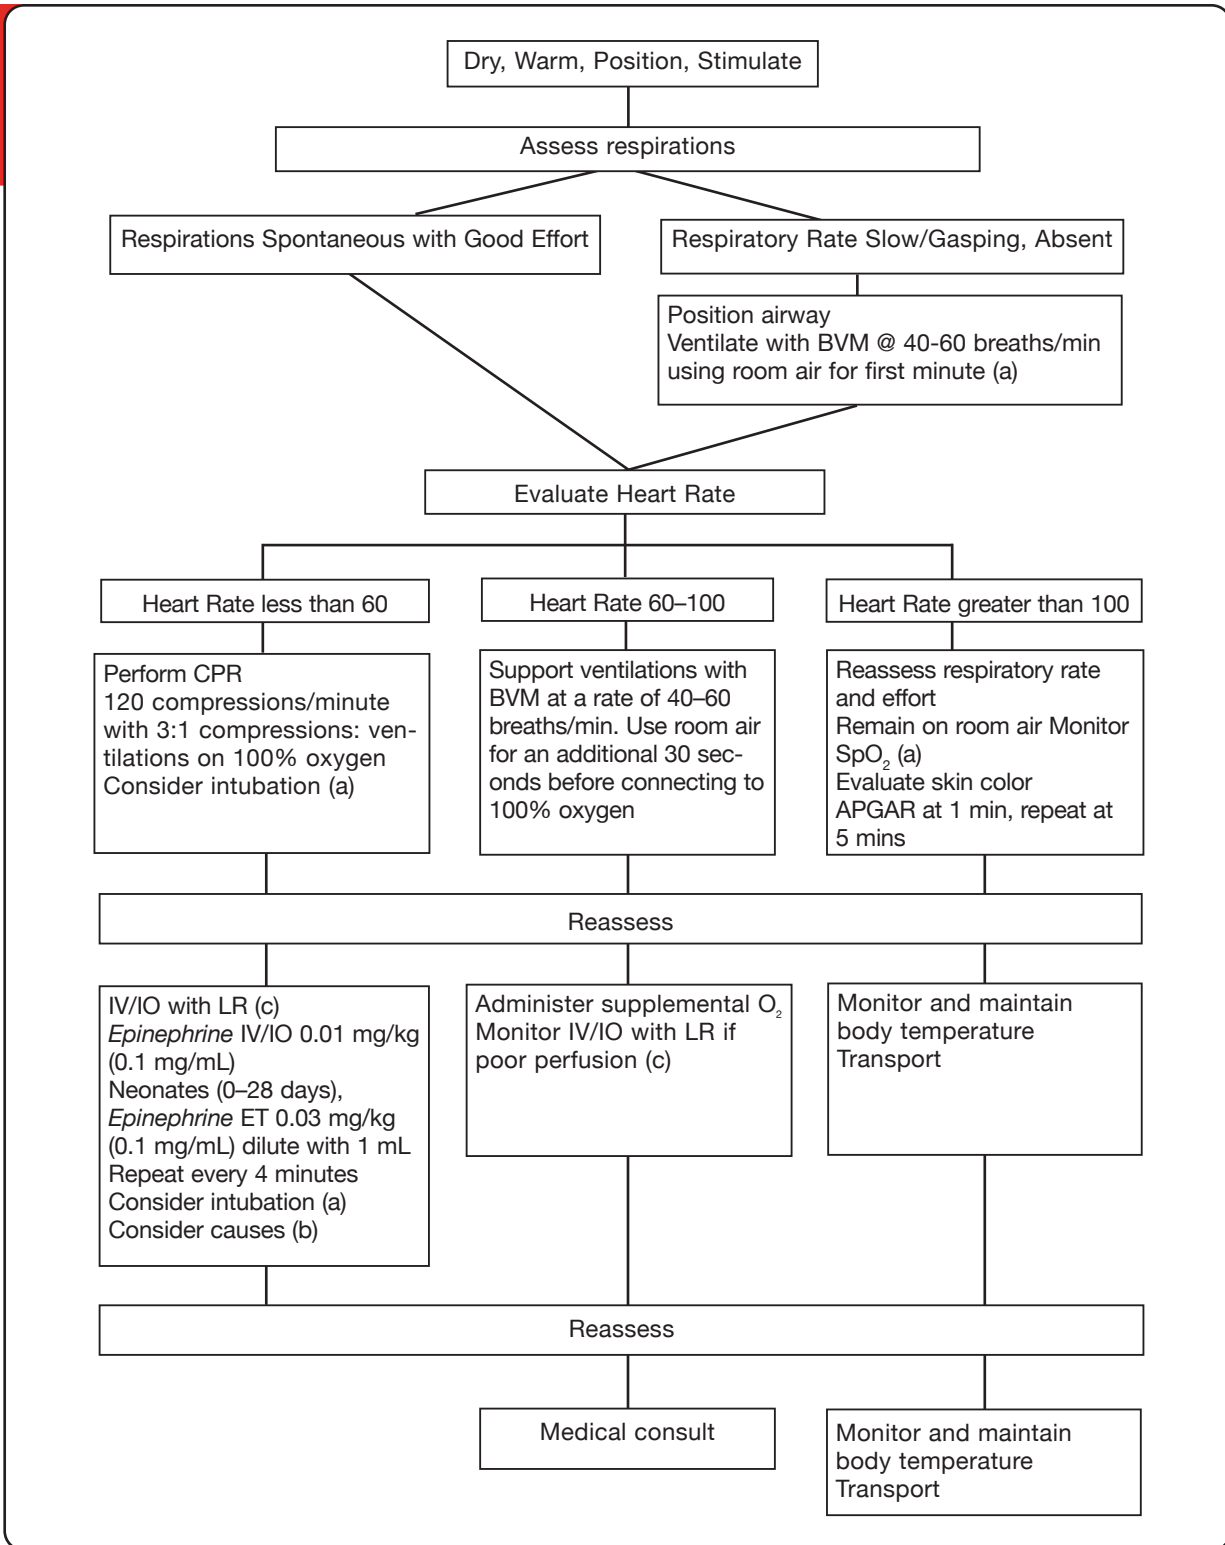 Dry, Warm, Position, Stimulate
Assess respirations
Respirations Spontaneous with Good Effort
Respiratory Rate Slow/Gasping, Absent
Position airway
Ventilate with BVM @ 40-60 breaths/min
using room air for first minute (a)
Evaluate Heart Rate
Heart Rate less than 60
Heart Rate 60–100
Heart Rate greater than 100
Perform CPR
120 compressions/minute
with 3:1 compressions: ven-
tilations on 100% oxygen
Consider intubation (a)
Support ventilations with
BVM at a rate of 40–60
breaths/min. Use room air
for an additional 30 sec-
onds before connecting to
100% oxygen
Reassess respiratory rate
and effort
Remain on room air Monitor
SpO₂ (a)
Evaluate skin color
APGAR at 1 min, repeat at
5 mins
Reassess
IV/IO with LR (c)
Epinephrine IV/IO 0.01 mg/kg
(0.1 mg/mL)
Neonates (0–28 days),
Epinephrine ET 0.03 mg/kg
(0.1 mg/mL) dilute with 1 mL
Repeat every 4 minutes
Consider intubation (a)
Consider causes (b)
Administer supplemental O₂
Monitor IV/IO with LR if
poor perfusion (c)
Monitor and maintain
body temperature
Transport
Reassess
Medical consult
Monitor and maintain
body temperature
Transport